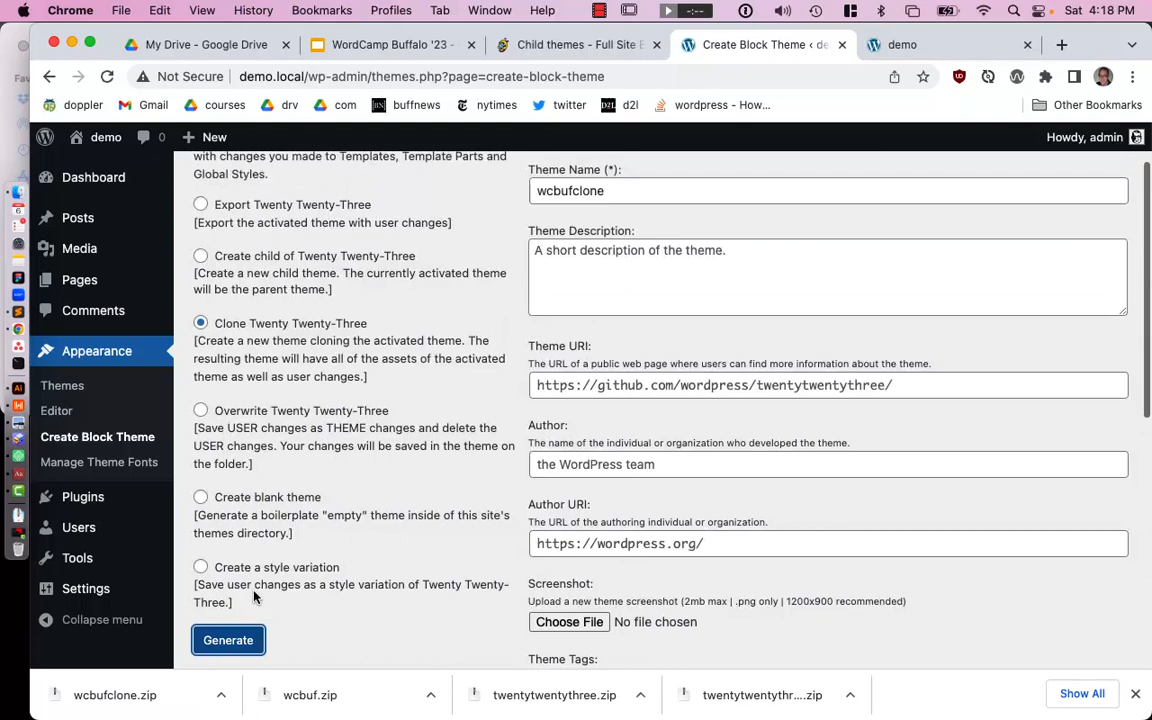 Chrome File Edit View History Bookmarks Profiles Tab Window Help Sat 4:18 PM
My Drive - Google Drive WordCamp Buffalo '23 - Child themes - Full Site E Create Block Theme ‹ de demo
Not Secure demo.local/wp-admin/themes.php?page=create-block-theme
doppler Gmail courses drv com buffnews nytimes twitter d2l wordpress - How... Other Bookmarks
demo 0 New Howdy, admin
Dashboard
Posts
Media
Pages
Comments
Appearance
Themes
Editor
Create Block Theme
Manage Theme Fonts
Plugins
Users
Tools
Settings
Collapse menu
with changes you made to Templates, Template Parts and
Global Styles.
Export Twenty Twenty-Three
[Export the activated theme with user changes]
Create child of Twenty Twenty-Three
[Create a new child theme. The currently activated theme
will be the parent theme.]
Clone Twenty Twenty-Three
[Create a new theme cloning the activated theme. The
resulting theme will have all of the assets of the activated
theme as well as user changes.]
Overwrite Twenty Twenty-Three
[Save USER changes as THEME changes and delete the
USER changes. Your changes will be saved in the theme on
the folder.]
Create blank theme
[Generate a boilerplate "empty" theme inside of this site's
themes directory.]
Create a style variation
[Save user changes as a style variation of Twenty Twenty-
Three.]
Generate
Theme Name (*):
wcbufclone
Theme Description:
A short description of the theme.
Theme URI:
The URL of a public web page where users can find more information about the theme.
https://github.com/wordpress/twentytwentythree/
Author:
The name of the individual or organization who developed the theme.
the WordPress team
Author URI:
The URL of the authoring individual or organization.
https://wordpress.org/
Screenshot:
Upload a new theme screenshot (2mb max | .png only | 1200x900 recommended)
Choose File No file chosen
Theme Tags:
wcbufclone.zip wcbuf.zip twentytwentythree.zip twentytwentythr....zip Show All